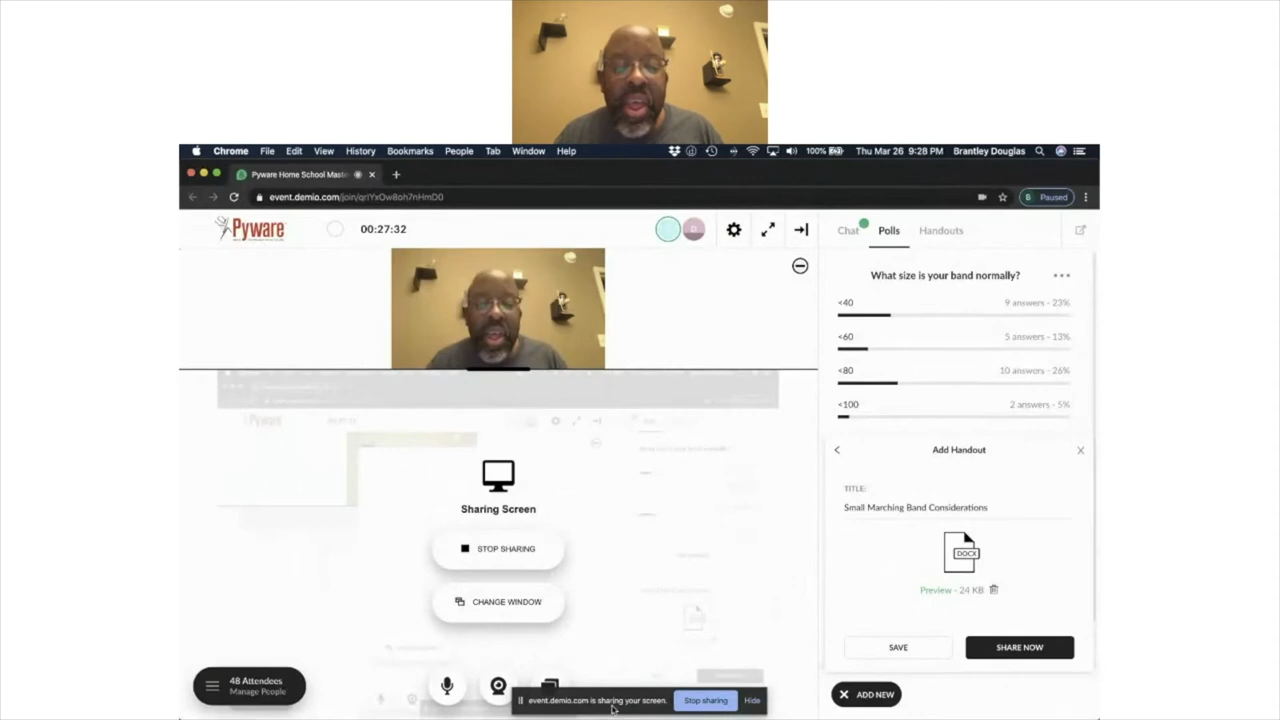 Chrome File Edit View History Bookmarks People Tab Window Help 100% Thu Mar 26 9:28 PM Brantley Douglas
Pyware Home School Mast
event.demio.com/join/qrIYxOw8oh7nHmD0 B Paused
Pyware 00:27:32 D Chat Polls Handouts
What size is your band normally?
<40 9 answers - 23%
<60 5 answers - 13%
<80 10 answers - 26%
<100 2 answers - 5%
Add Handout
TITLE:
Small Marching Band Considerations
DOCX
Preview - 24 KB
SAVE SHARE NOW
ADD NEW
Sharing Screen
STOP SHARING
CHANGE WINDOW
48 Attendees
Manage People
event.demio.com is sharing your screen. Stop sharing Hide